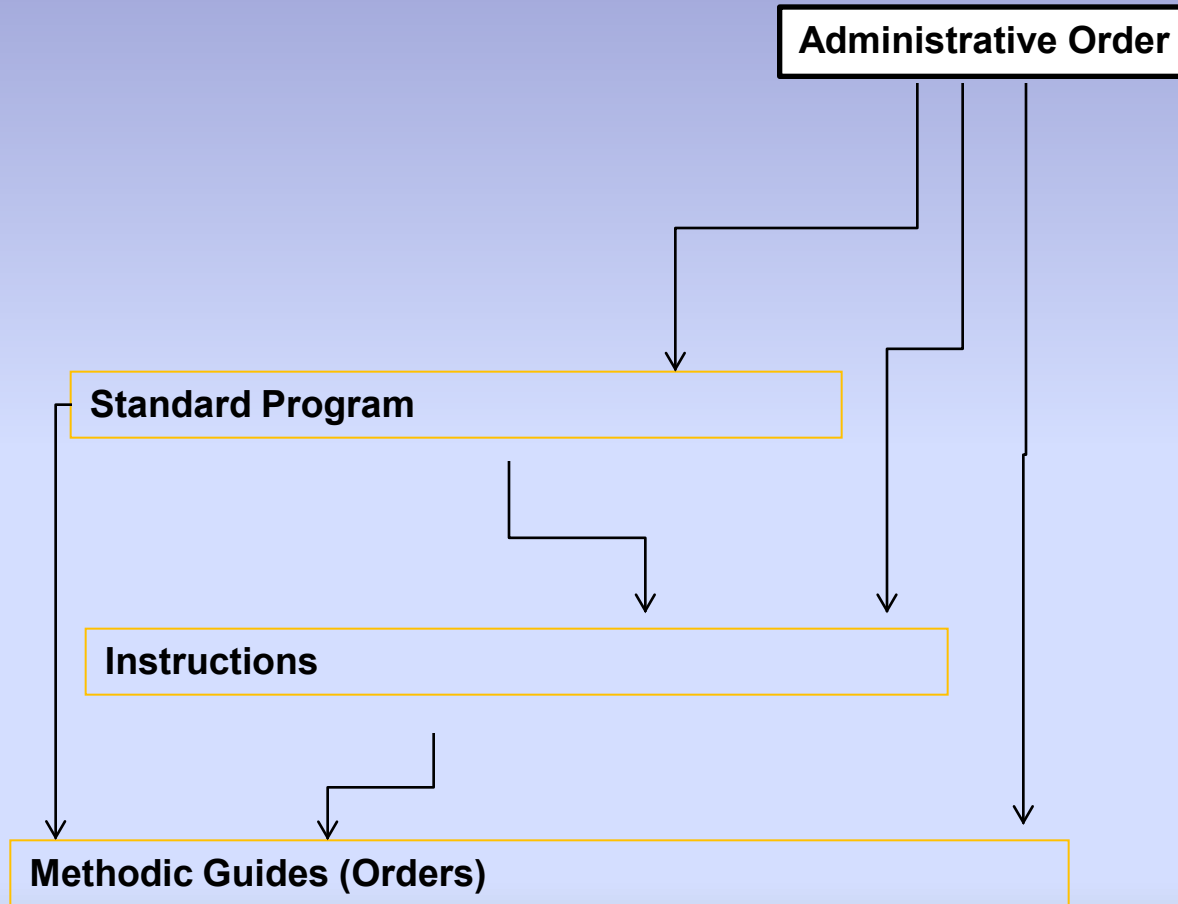 Administrative Order
Standard Program
Instructions
Methodic Guides (Orders)